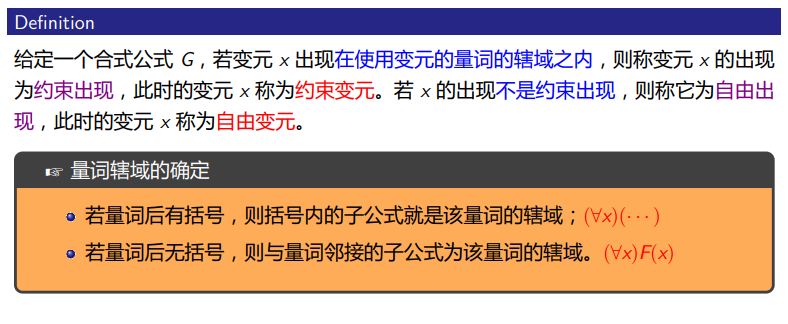 Definition
给定一个合式公式 G，若变元 x 出现在使用变元的量词的辖域之内，则称变元 x 的出现
为约束出现，此时的变元 x 称为约束变元。若 x 的出现不是约束出现，则称它为自由出
现，此时的变元 x 称为自由变元。
☞ 量词辖域的确定
若量词后有括号，则括号内的子公式就是该量词的辖域；(∀x)(⋯)
若量词后无括号，则与量词邻接的子公式为该量词的辖域。(∀x)F(x)